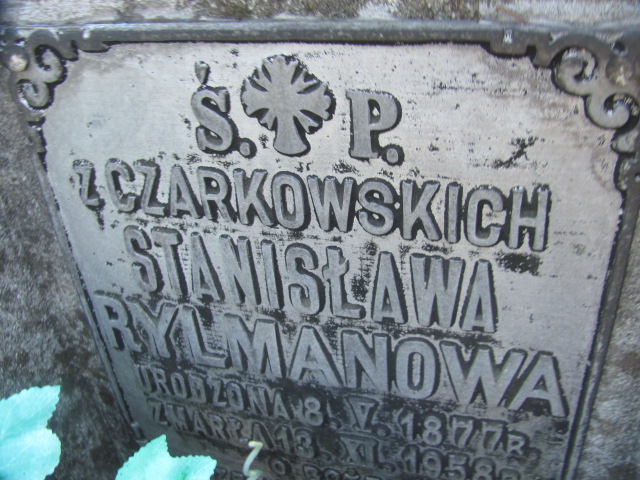 Ś. P.
Z CZARKOWSKICH
STANISŁAWA
RYLMANOWA
URODZONA 8. V. 1877 R.
ZMARŁA 13. XI. 1958 R.